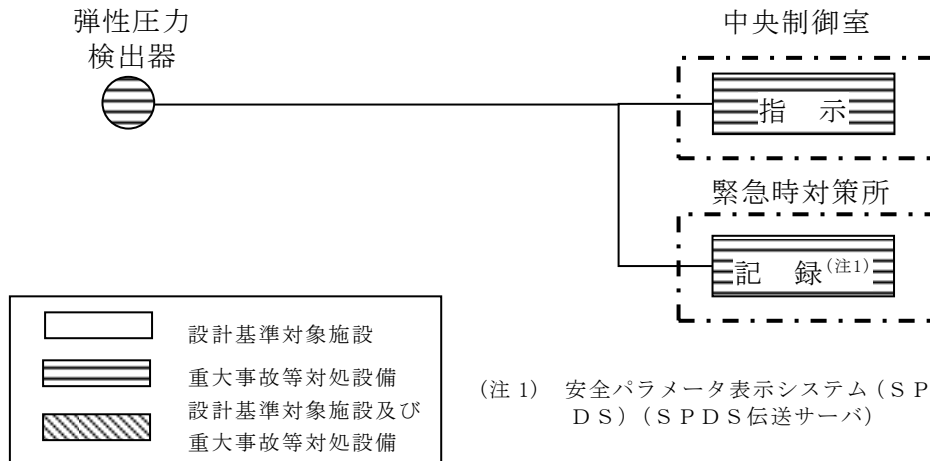 弾性圧力
検出器
中央制御室
指　示
緊急時対策所
記　録(注1)
設計基準対象施設
重大事故等対処設備
設計基準対象施設及び
重大事故等対処設備
(注１)　安全パラメータ表示システム（ＳＰ
ＤＳ）（ＳＰＤＳ伝送サーバ）